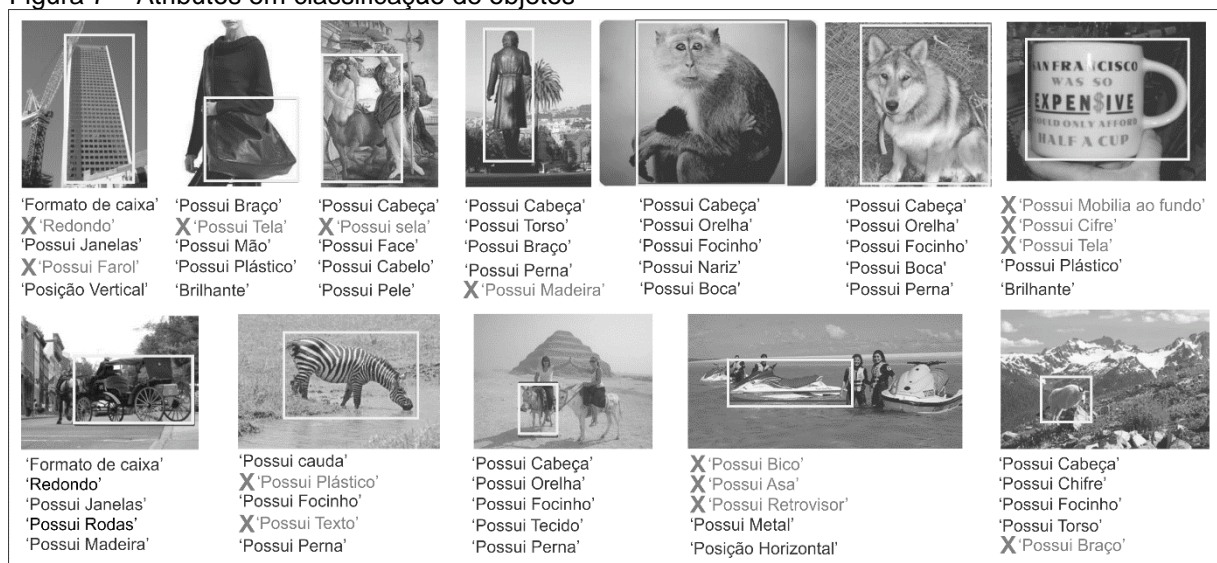 Figura 7 – Atributos em classificação de objetos
SAN FRANCISCO
WAS SO
EXPEN$IVE
COULD ONLY AFFORD
HALF A CUP
'Formato de caixa'
X 'Redondo'
'Possui Janelas'
X 'Possui Farol'
'Posição Vertical'
'Possui Braço'
X 'Possui Tela'
'Possui Mão'
'Possui Plástico'
'Brilhante'
'Possui Cabeça'
X 'Possui sela'
'Possui Face'
'Possui Cabelo'
'Possui Pele'
'Possui Cabeça'
'Possui Torso'
'Possui Braço'
'Possui Perna'
X 'Possui Madeira'
'Possui Cabeça'
'Possui Orelha'
'Possui Focinho'
'Possui Nariz'
'Possui Boca'
'Possui Cabeça'
'Possui Orelha'
'Possui Focinho'
'Possui Boca'
'Possui Perna'
X 'Possui Mobilia ao fundo'
X 'Possui Cifre'
X 'Possui Tela'
'Possui Plástico'
'Brilhante'
'Formato de caixa'
'Redondo'
'Possui Janelas'
'Possui Rodas'
'Possui Madeira'
'Possui cauda'
X 'Possui Plástico'
'Possui Focinho'
X 'Possui Texto'
'Possui Perna'
'Possui Cabeça'
'Possui Orelha'
'Possui Focinho'
'Possui Tecido'
'Possui Perna'
X 'Possui Bico'
X 'Possui Asa'
X 'Possui Retrovisor'
'Possui Metal'
'Posição Horizontal'
'Possui Cabeça'
'Possui Chifre'
'Possui Focinho'
'Possui Torso'
X 'Possui Braço'